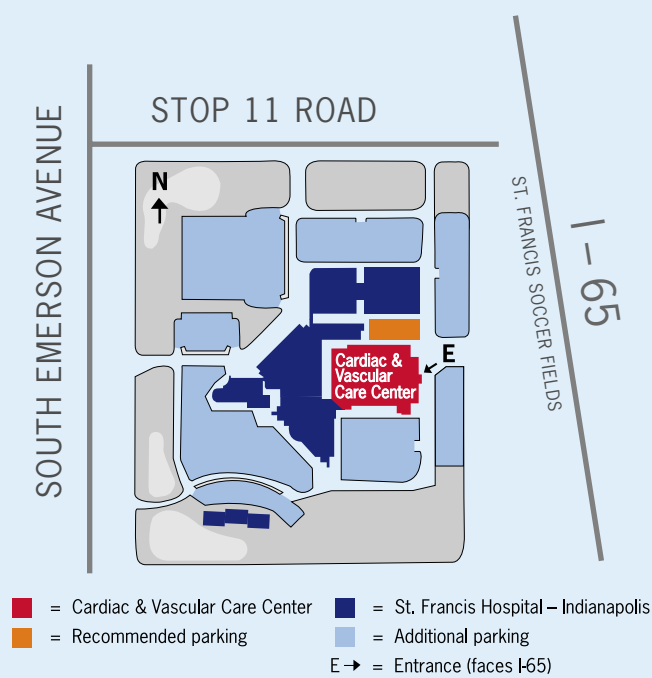 STOP 11 ROAD
SOUTH EMERSON AVENUE
N
ST. FRANCIS SOCCER FIELDS
I – 65
E
Cardiac &
Vascular
Care Center
= Cardiac & Vascular Care Center
= St. Francis Hospital – Indianapolis
= Recommended parking
= Additional parking
E → = Entrance (faces I-65)